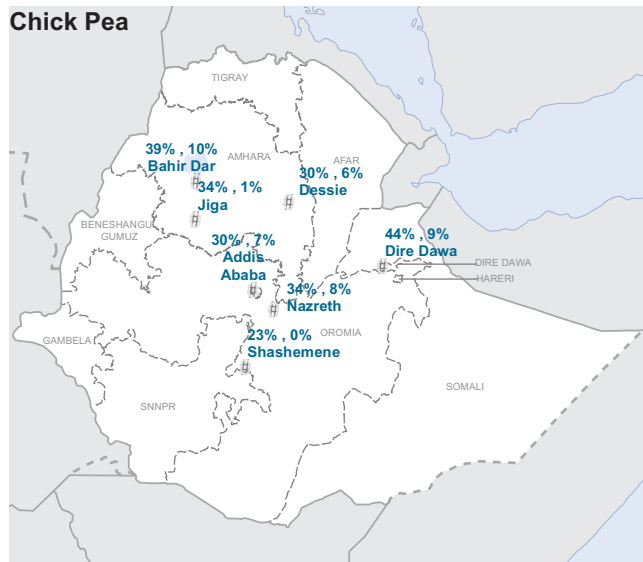 Chick Pea
TIGRAY
39% , 10%
Bahir Dar
AMHARA
AFAR
30% , 6%
Dessie
34% , 1%
Jiga
BENESHANGUL
GUMUZ
30% , 7%
Addis
Ababa
44% , 9%
Dire Dawa
DIRE DAWA
HARERI
34% , 8%
Nazreth
OROMIA
23% , 0%
Shashemene
GAMBELA
SNNPR
SOMALI
#
#
#
#
#
#
#